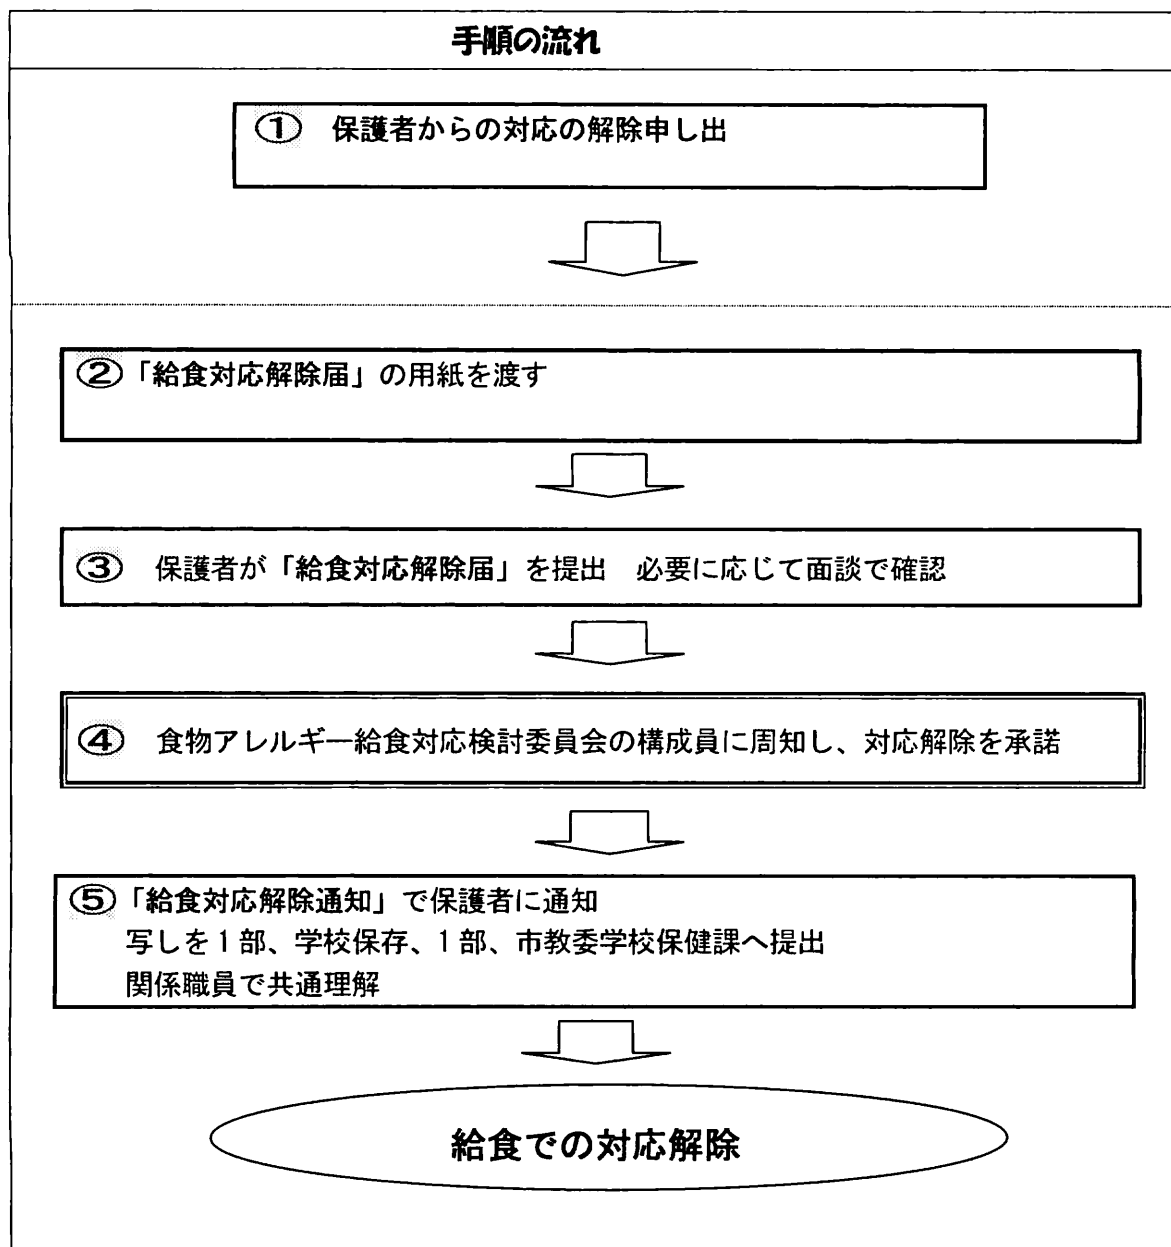 手順の流れ
① 保護者からの対応の解除申し出
②「給食対応解除届」の用紙を渡す
③ 保護者が「給食対応解除届」を提出 必要に応じて面談で確認
④ 食物アレルギー給食対応検討委員会の構成員に周知し、対応解除を承諾
⑤「給食対応解除通知」で保護者に通知
写しを1部、学校保存、1部、市教委学校保健課へ提出
関係職員で共通理解
給食での対応解除